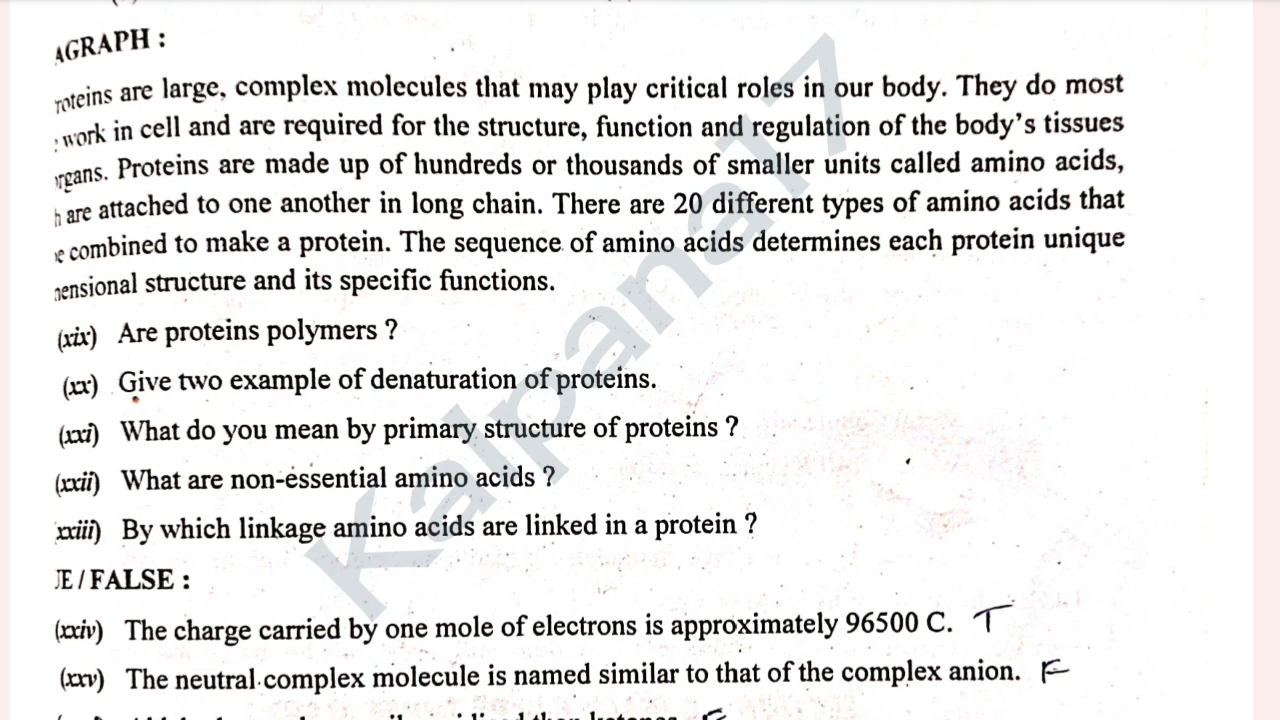 AGRAPH :
roteins are large, complex molecules that may play critical roles in our body. They do most
work in cell and are required for the structure, function and regulation of the body's tissues
rgans. Proteins are made up of hundreds or thousands of smaller units called amino acids,
h are attached to one another in long chain. There are 20 different types of amino acids that
e combined to make a protein. The sequence of amino acids determines each protein unique
mensional structure and its specific functions.
(xix) Are proteins polymers ?
(xx) Give two example of denaturation of proteins.
(xxi) What do you mean by primary structure of proteins ?
(xxii) What are non-essential amino acids ?
xxiii) By which linkage amino acids are linked in a protein ?
JE / FALSE :
(xxiv) The charge carried by one mole of electrons is approximately 96500 C. T
(xxv) The neutral complex molecule is named similar to that of the complex anion. F
Kalpana17